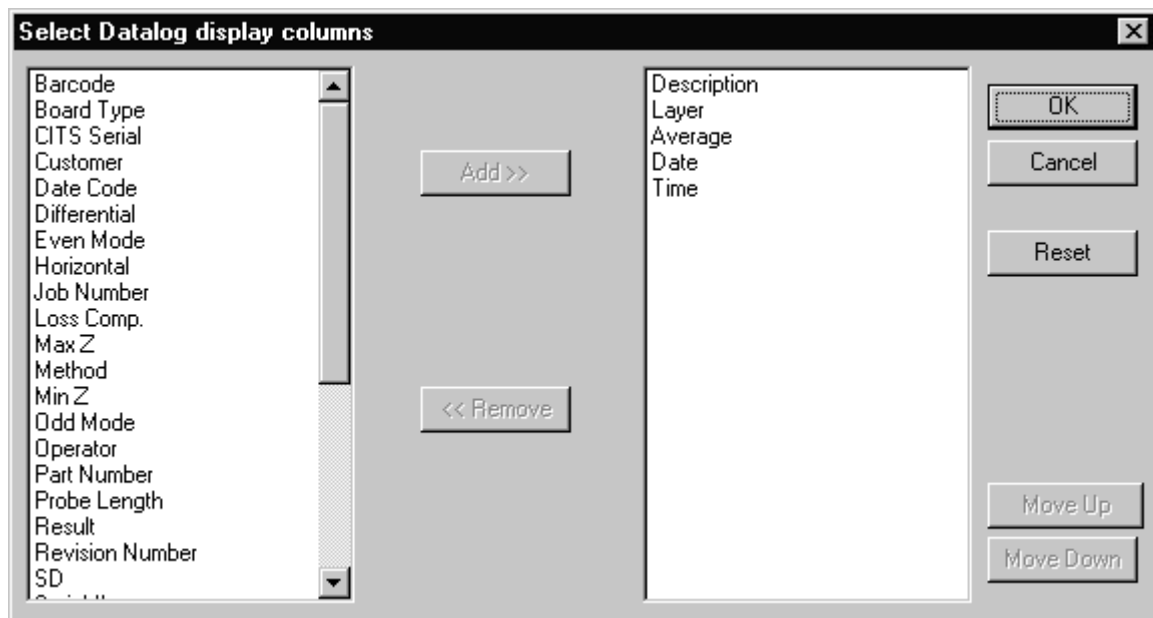 Select Datalog display columns
Barcode
Board Type
CITS Serial
Customer
Date Code
Differential
Even Mode
Horizontal
Job Number
Loss Comp.
Max Z
Method
Min Z
Odd Mode
Operator
Part Number
Probe Length
Result
Revision Number
SD
Add >>
<< Remove
Description
Layer
Average
Date
Time
OK
Cancel
Reset
Move Up
Move Down